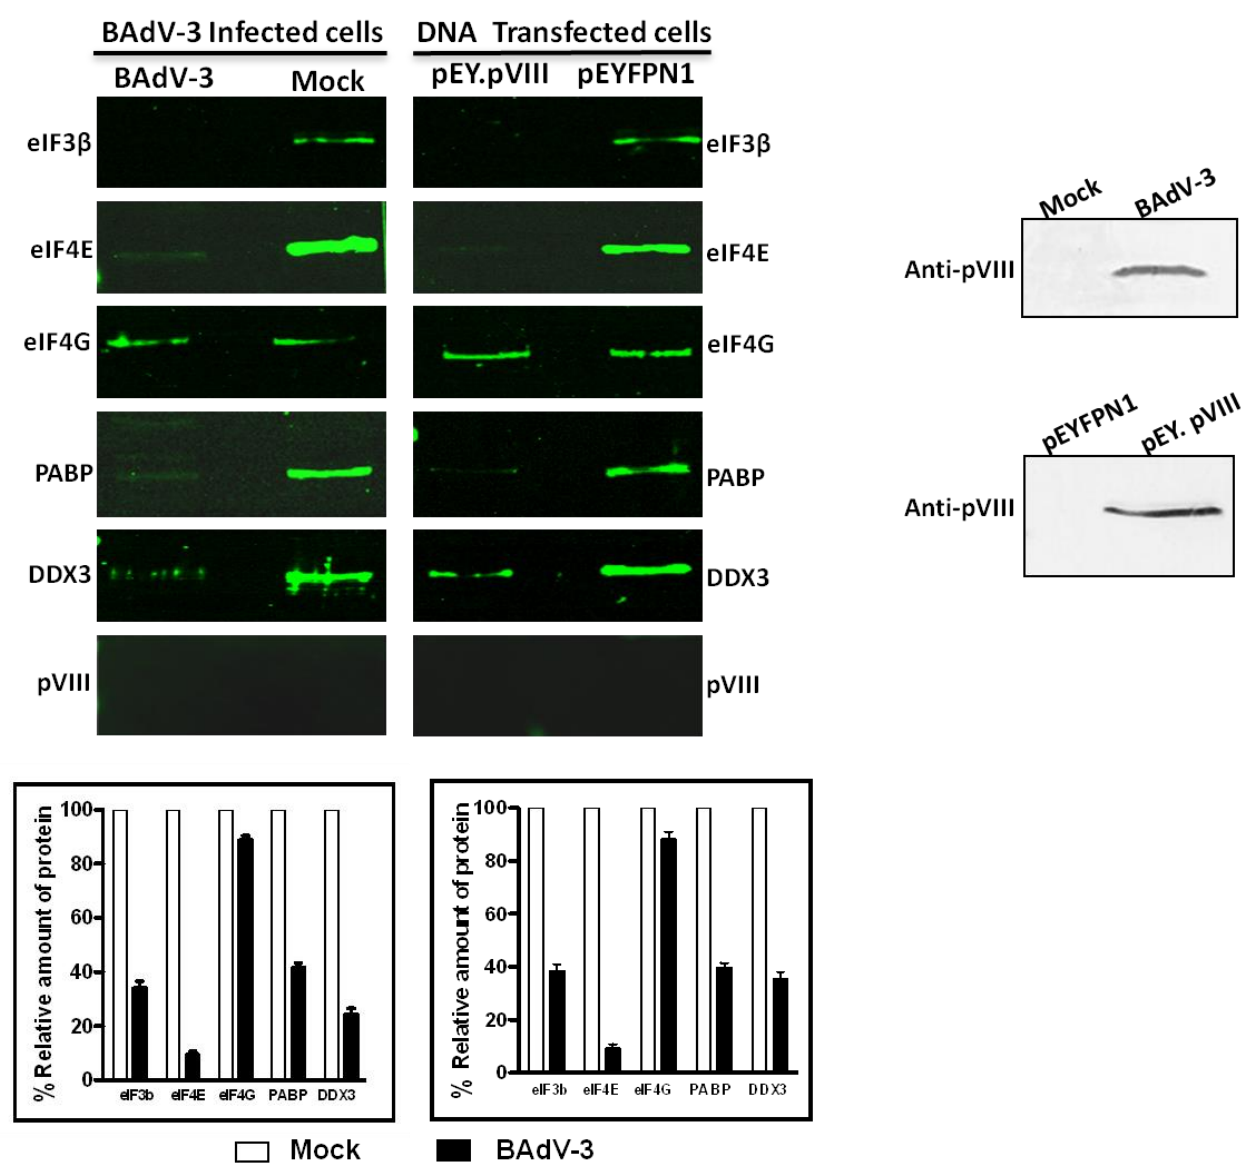 BAdV-3 Infected cells
DNA Transfected cells
BAdV-3 Mock
pEY.pVIII pEYFPN1
eIF3β
eIF3β
eIF4E
eIF4E
eIF4G
eIF4G
PABP
PABP
DDX3
DDX3
pVIII
pVIII
Mock BAdV-3
Anti-pVIII
pEYFPN1 pEY. pVIII
Anti-pVIII
% Relative amount of protein
100
80
60
40
20
0
eIF3b eIF4E eIF4G PABP DDX3
% Relative amount of protein
100
80
60
40
20
0
eIF3b eIF4E eIF4G PABP DDX3
Mock BAdV-3